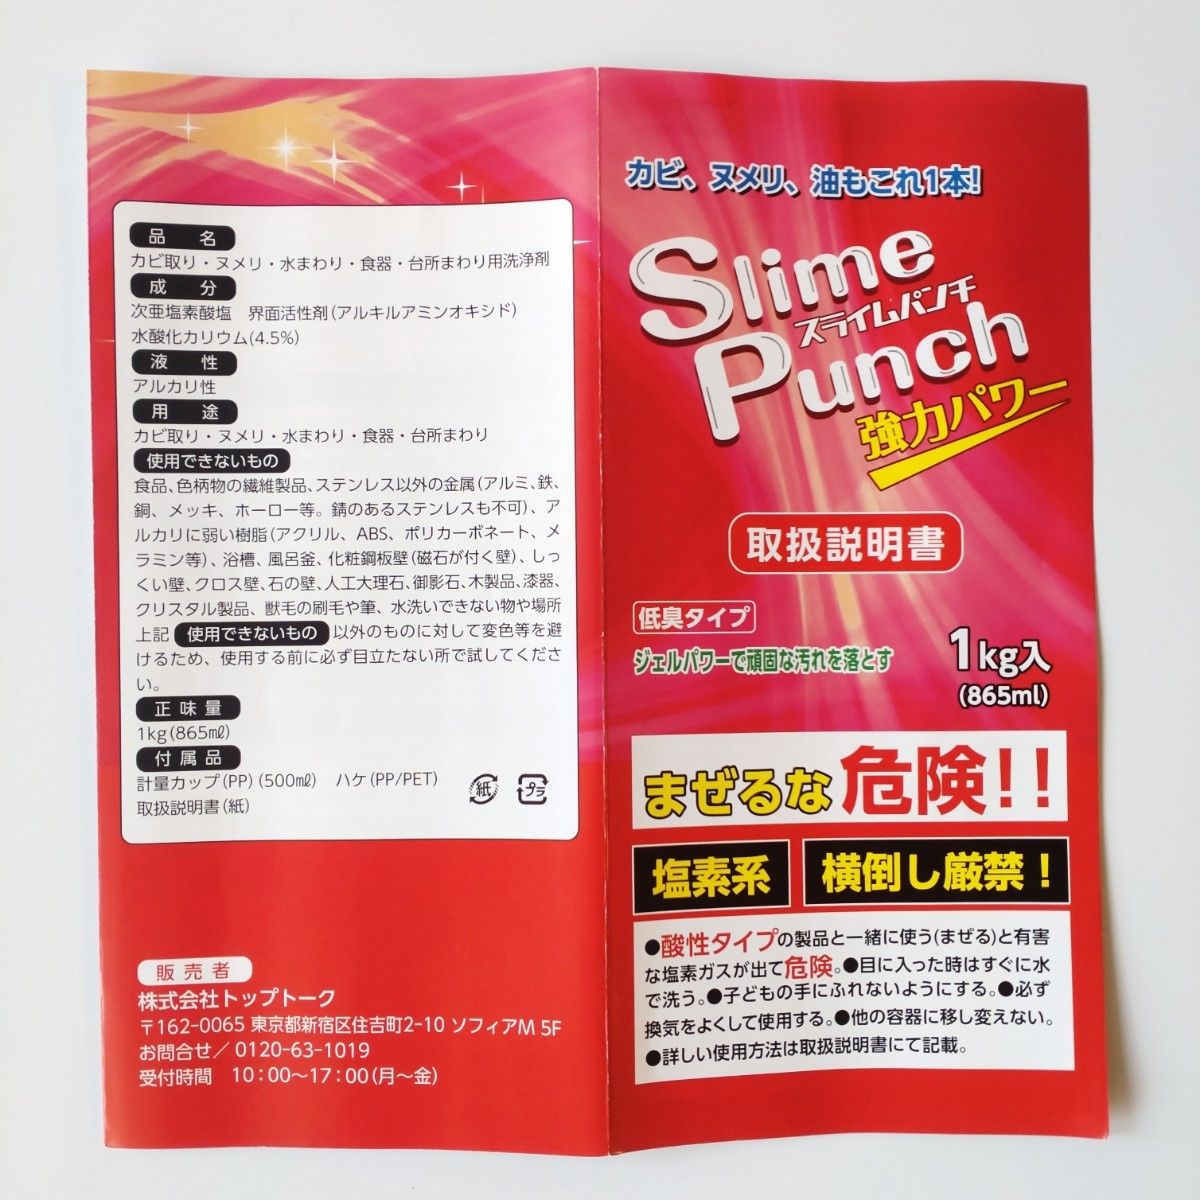 品名
カビ取り・ヌメリ・水まわり・食器・台所まわり用洗浄剤
成分
次亜塩素酸塩　界面活性剤(アルキルアミンオキシド)
水酸化カリウム(4.5%)
液性
アルカリ性
用途
カビ取り・ヌメリ・水まわり・食器・台所まわり
使用できないもの
食品、色柄物の繊維製品、ステンレス以外の金属(アルミ、鉄、
銅、メッキ、ホーロー等。錆のあるステンレスも不可)、ア
ルカリに弱い樹脂(アクリル、ABS、ポリカーボネート、メ
ラミン等)、浴槽、風呂釜、化粧鋼板壁(磁石が付く壁)、しっ
くい壁、クロス壁、石の壁、人工大理石、御影石、木製品、漆器、
クリスタル製品、獣毛の刷毛や筆、水洗いできない物や場所
上記 使用できないもの 以外のものに対して変色等を避
けるため、使用する前に必ず目立たない所で試してくださ
い。
正味量
1kg(865㎖)
付属品
計量カップ(PP)(500㎖)　ハケ(PP/PET)
取扱説明書(紙)
紙 プラ
販売者
株式会社トップトーク
〒162-0065 東京都新宿区住吉町2-10 ソフィアM 5F
お問合せ／0120-63-1019
受付時間　10：00～17：00(月～金)
カビ、ヌメリ、油もこれ1本!
Slime
スライムパンチ
Punch
強力パワー
取扱説明書
低臭タイプ
ジェルパワーで頑固な汚れを落とす
1kg入
(865ml)
まぜるな危険!!
塩素系
横倒し厳禁！
●酸性タイプの製品と一緒に使う(まぜる)と有害
な塩素ガスが出て危険。●目に入った時はすぐに水
で洗う。●子どもの手にふれないようにする。●必ず
換気をよくして使用する。●他の容器に移し変えない。
●詳しい使用方法は取扱説明書にて記載。